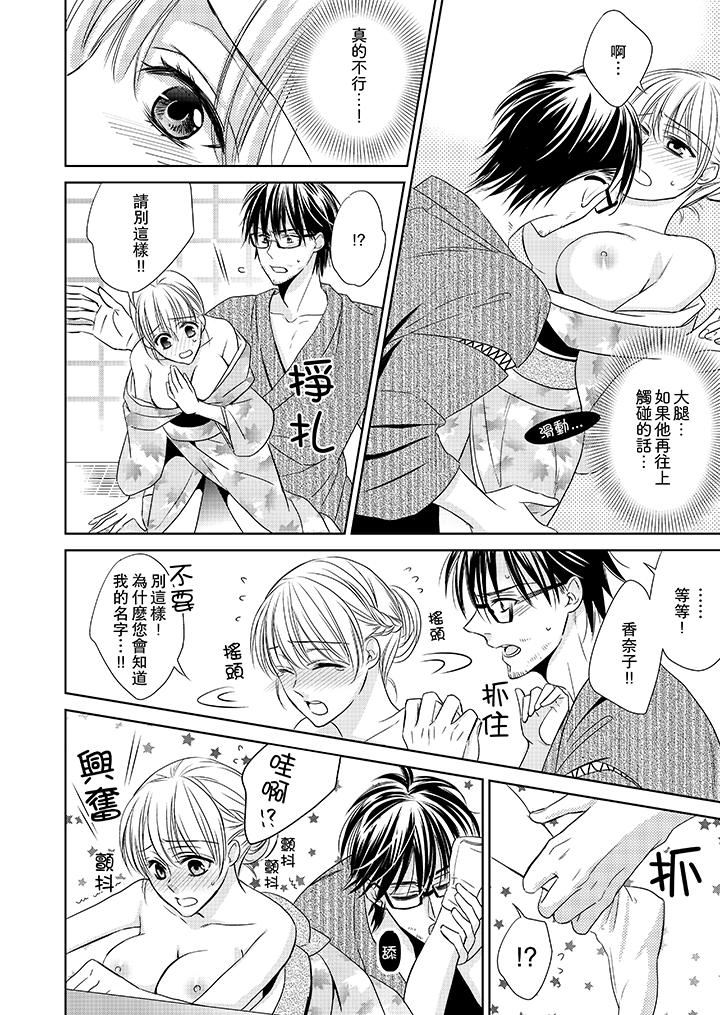 啊…
大腿…
如果他再往上
觸碰的話…
滑動…
真的不行…！
!?
請別這樣!!
掙扎
……
等等！
香奈子!!
抓住
搖頭
搖頭
不要
別這樣！
為什麼您會知道
我的名字…!!
抓
!?
舔
哇啊!?
顫抖
顫抖
顫抖
興奮